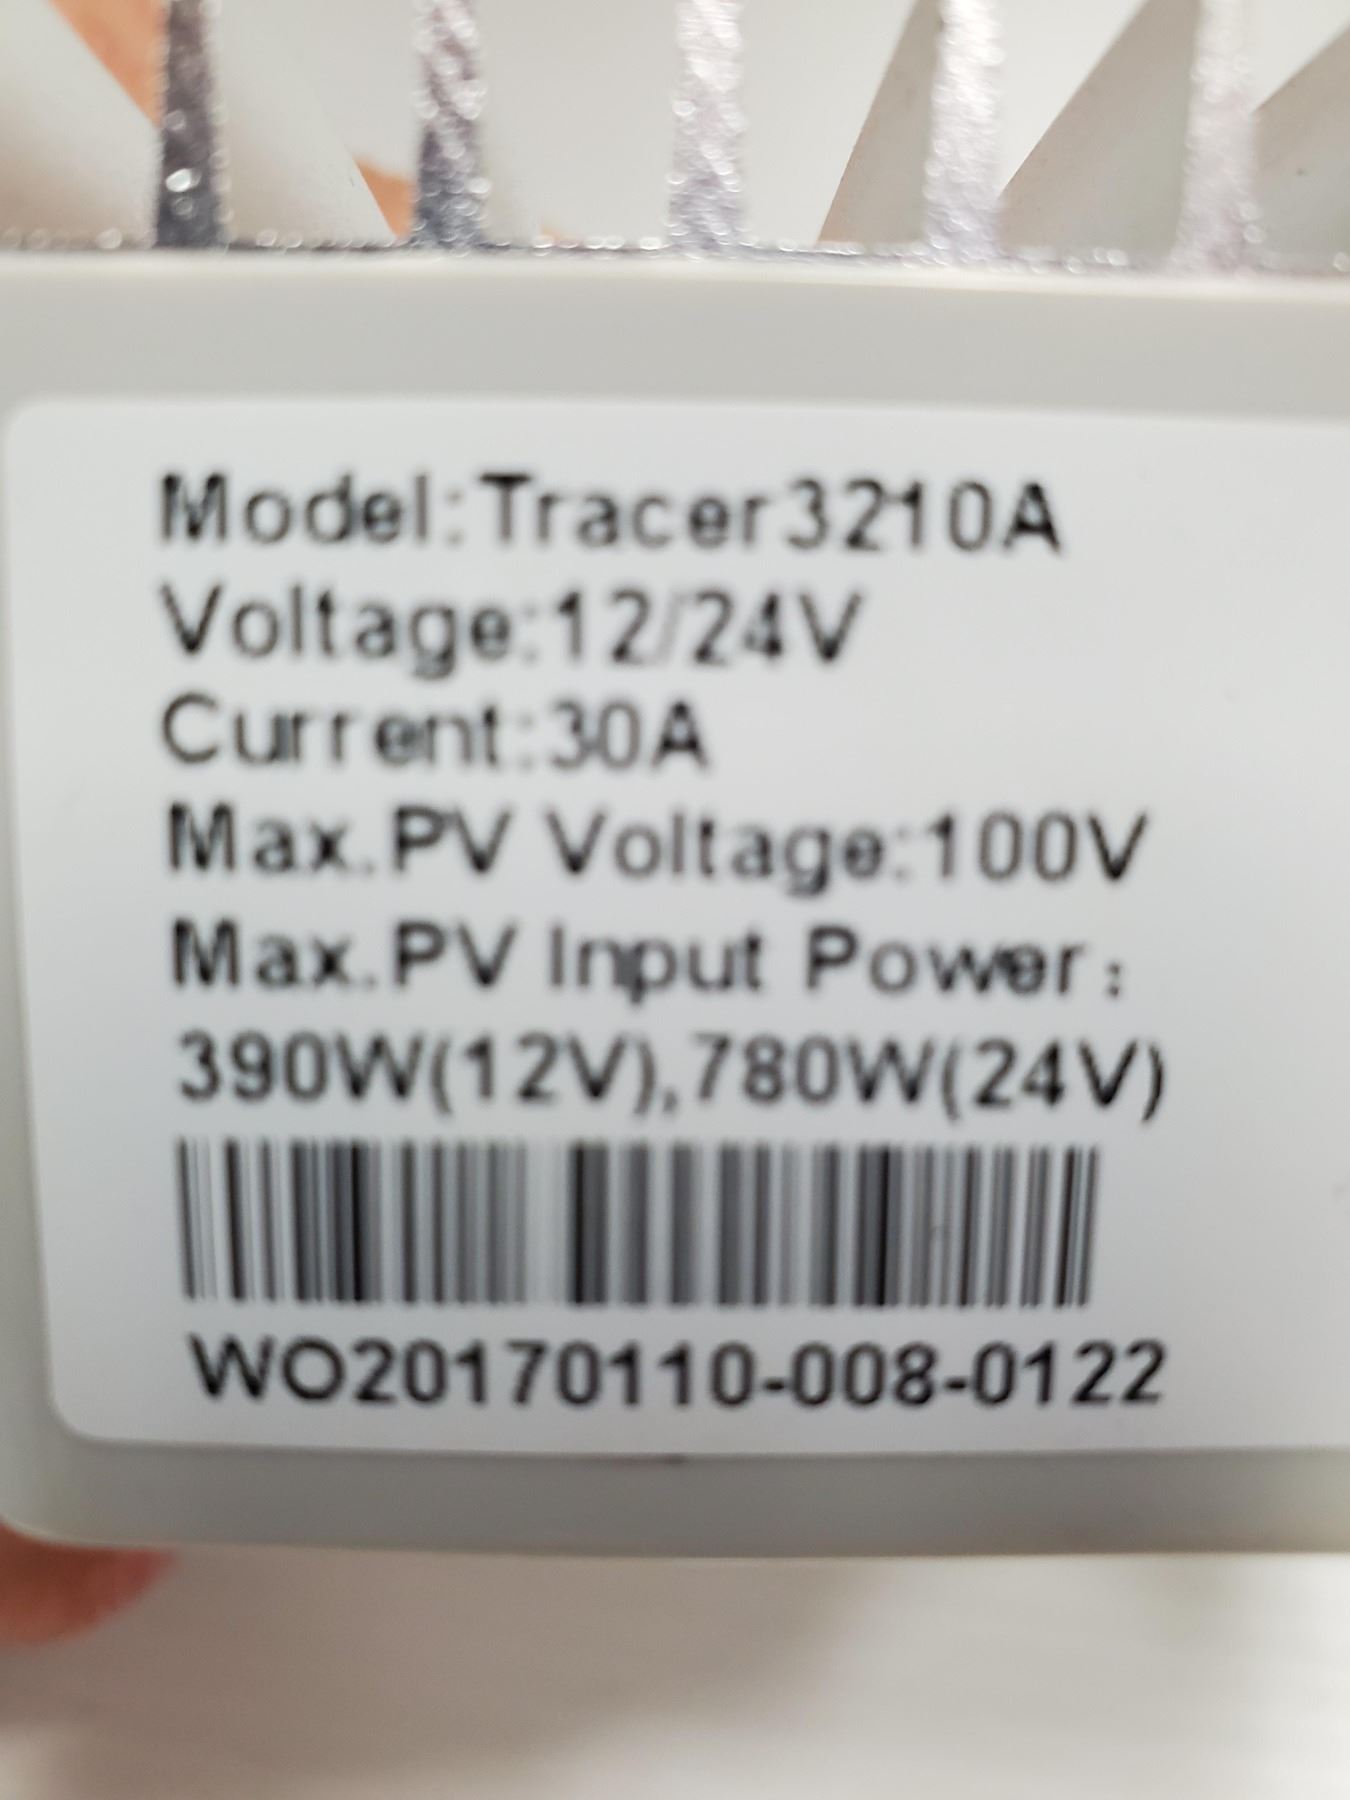 Model:Tracer3210A
Voltage:12/24V
Current:30A
Max.PV Voltage:100V
Max.PV Input Power:
390W(12V),780W(24V)
WO20170110-008-0122